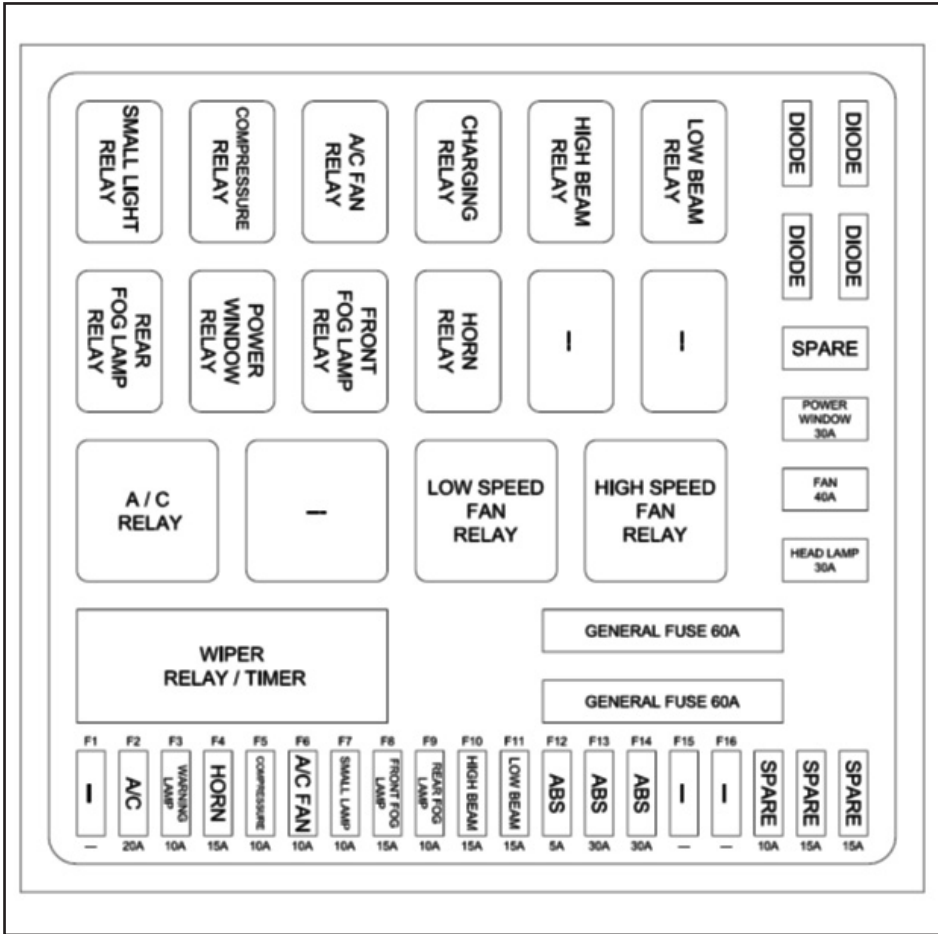 SMALL LIGHT
RELAY
COMPRESSURE
RELAY
A/C FAN
RELAY
CHARGING
RELAY
HIGH BEAM
RELAY
LOW BEAM
RELAY
DIODE
DIODE
DIODE
DIODE
REAR
FOG LAMP
RELAY
POWER
WINDOW
RELAY
FRONT
FOG LAMP
RELAY
HORN
RELAY
–
–
SPARE
POWER
WINDOW
30A
FAN
40A
HEAD LAMP
30A
A / C
RELAY
–
LOW SPEED
FAN
RELAY
HIGH SPEED
FAN
RELAY
WIPER
RELAY / TIMER
GENERAL FUSE 60A
GENERAL FUSE 60A
F1 F2 F3 F4 F5 F6 F7 F8 F9 F10 F11 F12 F13 F14 F15 F16
–
A/C
WARNING
LAMP
HORN
COMPRESSURE
A/C FAN
SMALL LAMP
FRONT FOG
LAMP
REAR FOG
LAMP
HIGH BEAM
LOW BEAM
ABS
ABS
ABS
–
–
SPARE
SPARE
SPARE
– 20A 10A 15A 10A 10A 10A 15A 10A 15A 15A 5A 30A 30A – – 10A 15A 15A